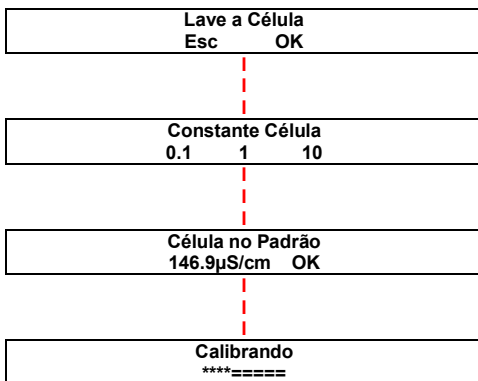 Lave a Célula
Esc OK
Constante Célula
0.1 1 10
Célula no Padrão
146.9µS/cm OK
Calibrando
****=====